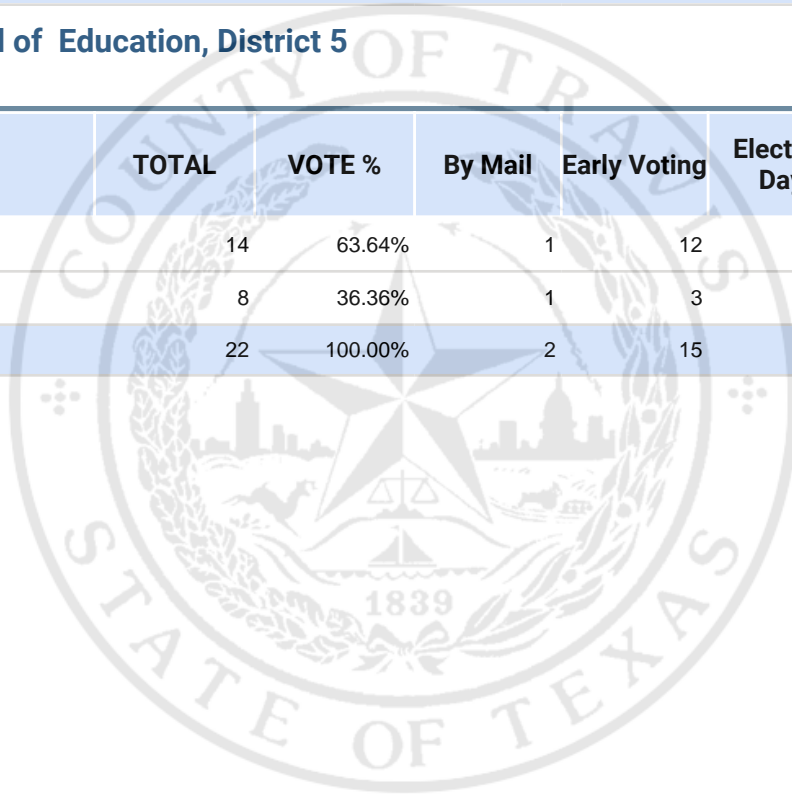 of Education, District 5
TOTAL VOTE % By Mail Early Voting
14 63.64% 1 12
8 36.36% 1 3
22 100.00% 2 15
COUNTY OF TRAVIS
1839
STATE OF TEXAS